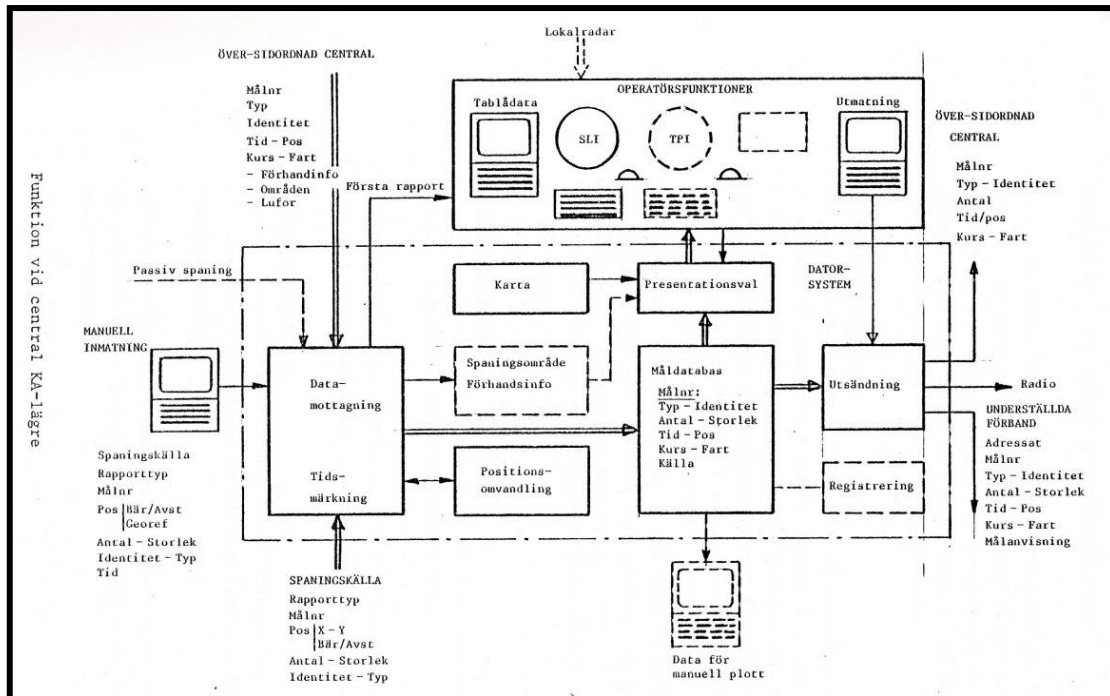 Funktion vid central KA-lägre
Lokalradar
ÖVER-SIDORDNAD CENTRAL
Målnr
Typ
Identitet
Tid - Pos
Kurs - Fart
- Förhandinfo
- Områden
- Lufor
OPERATÖRSFUNKTIONER
Tablådata
SLI
TPI
Utmatning
ÖVER-SIDORDNAD
CENTRAL
Målnr
Typ - Identitet
Antal
Tid/pos
Kurs - Fart
Första rapport
Passiv spaning
Karta
Presentationsval
DATOR-
SYSTEM
MANUELL
INMATNING
Data-
mottagning
Tids-
märkning
Spaningsområde
Förhandsinfo
Positions-
omvandling
Måldatabas
Målnr:
Typ - Identitet
Antal - Storlek
Tid - Pos
Kurs - Fart
Källa
Utsändning
Radio
Registrering
UNDERSTÄLLDA
FÖRBAND
Adressat
Målnr
Typ - Identitet
Antal - Storlek
Tid - Pos
Kurs - Fart
Målanvisning
Spaningskälla
Rapporttyp
Målnr
Pos Bär/Avst
Georef
Antal - Storlek
Identitet - Typ
Tid
SPANINGSKÄLLA
Rapporttyp
Målnr
Pos X - Y
Bär/Avst
Antal - Storlek
Identitet - Typ
Data för
manuell plott